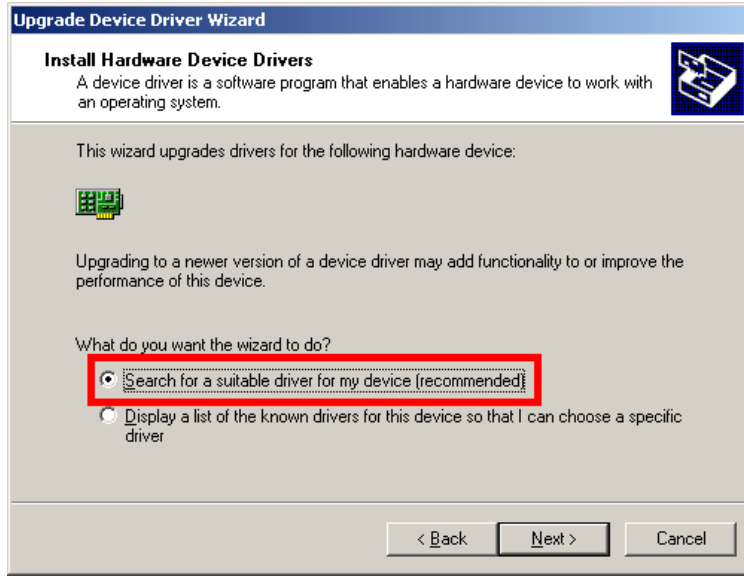 Upgrade Device Driver Wizard
Install Hardware Device Drivers
A device driver is a software program that enables a hardware device to work with
an operating system.
This wizard upgrades drivers for the following hardware device:
Upgrading to a newer version of a device driver may add functionality to or improve the
performance of this device.
What do you want the wizard to do?
Search for a suitable driver for my device (recommended)
Display a list of the known drivers for this device so that I can choose a specific
driver
< Back Next > Cancel